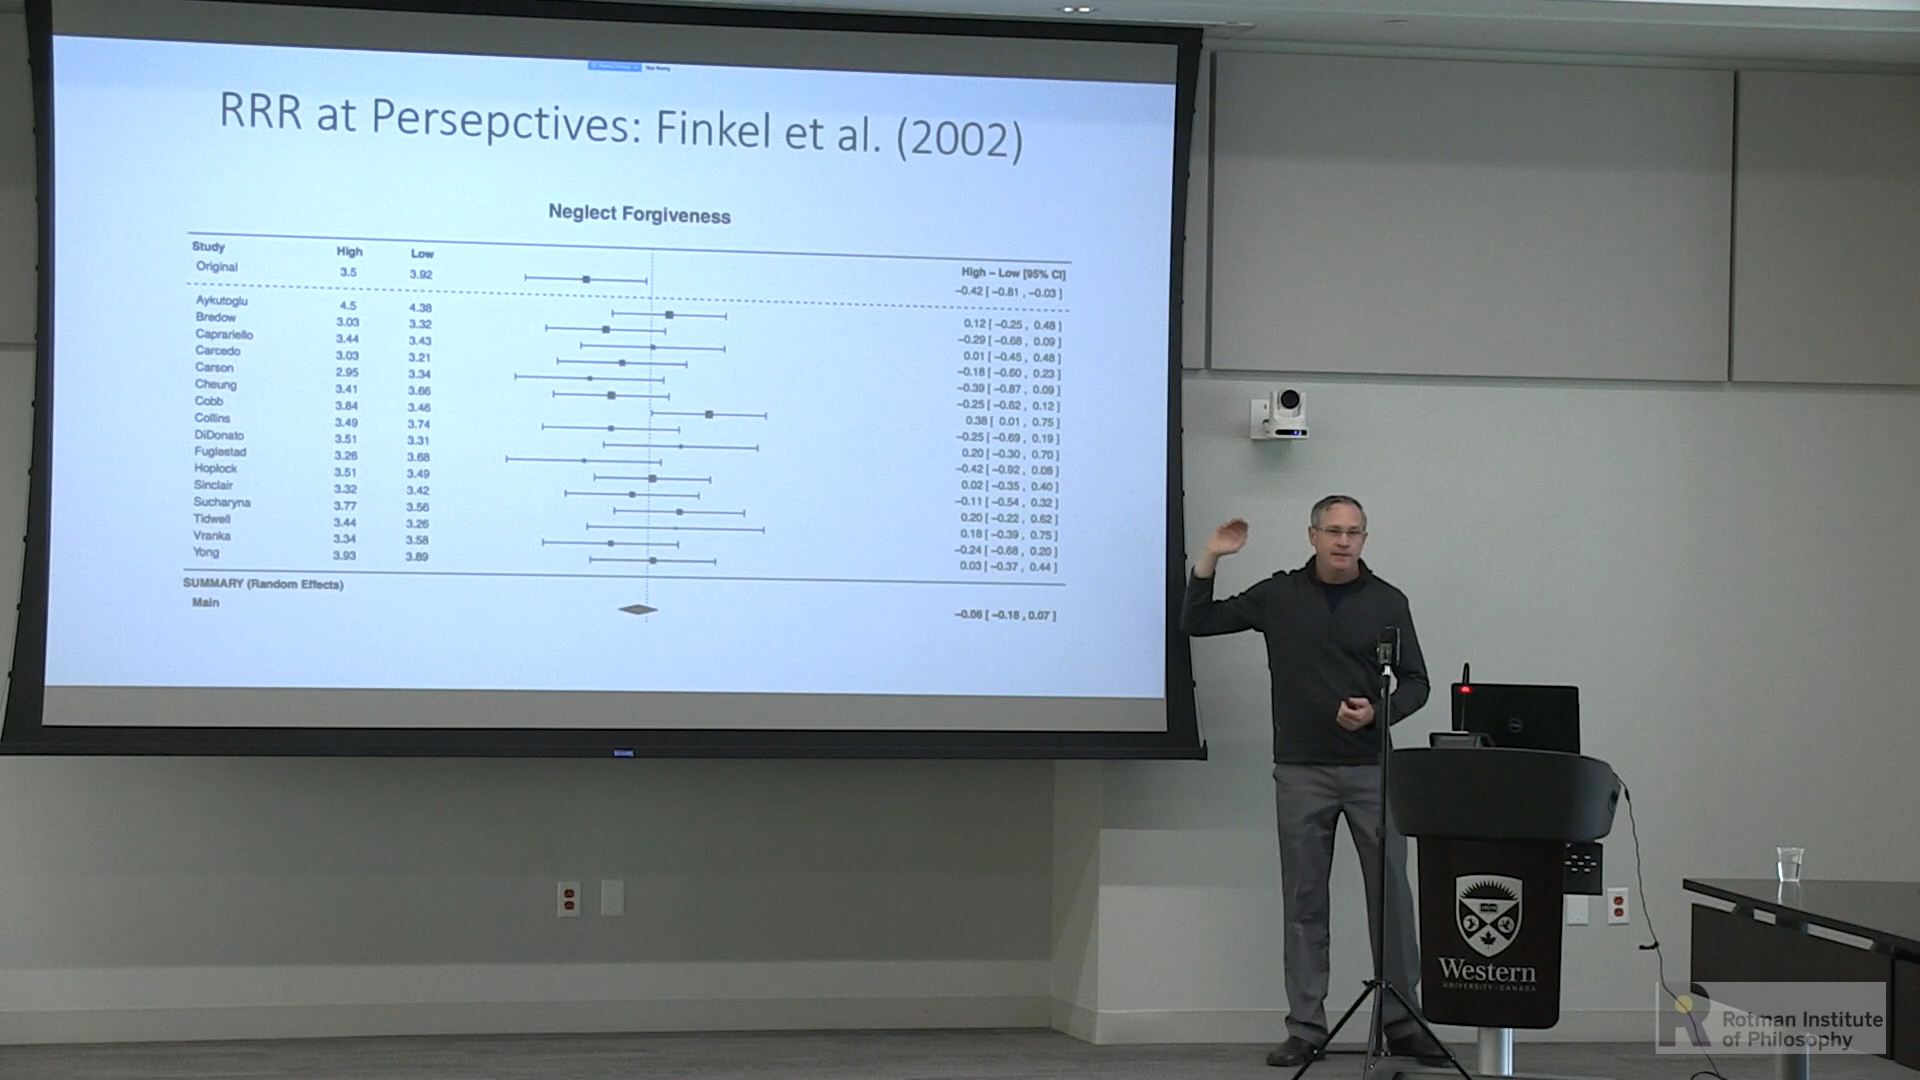 RRR at Persepctives: Finkel et al. (2002)
Neglect Forgiveness
Study High Low High – Low [95% CI]
Original 3.5 3.92 −0.42 [ −0.81 , −0.03 ]
Aykutoglu 4.5 4.38 0.12 [ −0.25 , 0.48 ]
Bredow 3.03 3.32 −0.29 [ −0.68 , 0.09 ]
Caprariello 3.44 3.43 0.01 [ −0.45 , 0.48 ]
Carcedo 3.03 3.21 −0.18 [ −0.60 , 0.23 ]
Carson 2.95 3.34 −0.39 [ −0.87 , 0.09 ]
Cheung 3.41 3.66 −0.25 [ −0.62 , 0.12 ]
Cobb 3.84 3.46 0.38 [ 0.01 , 0.75 ]
Collins 3.49 3.74 −0.25 [ −0.69 , 0.19 ]
DiDonato 3.51 3.31 0.20 [ −0.30 , 0.70 ]
Fuglestad 3.26 3.68 −0.42 [ −0.92 , 0.08 ]
Hoplock 3.51 3.49 0.02 [ −0.35 , 0.40 ]
Sinclair 3.32 3.42 −0.11 [ −0.54 , 0.32 ]
Sucharyna 3.77 3.56 0.20 [ −0.22 , 0.62 ]
Tidwell 3.44 3.26 0.18 [ −0.39 , 0.75 ]
Vranka 3.34 3.58 −0.24 [ −0.68 , 0.20 ]
Yong 3.93 3.89 0.03 [ −0.37 , 0.44 ]
SUMMARY (Random Effects)
Main −0.06 [ −0.18 , 0.07 ]
Western
UNIVERSITY · CANADA
Rotman Institute
of Philosophy